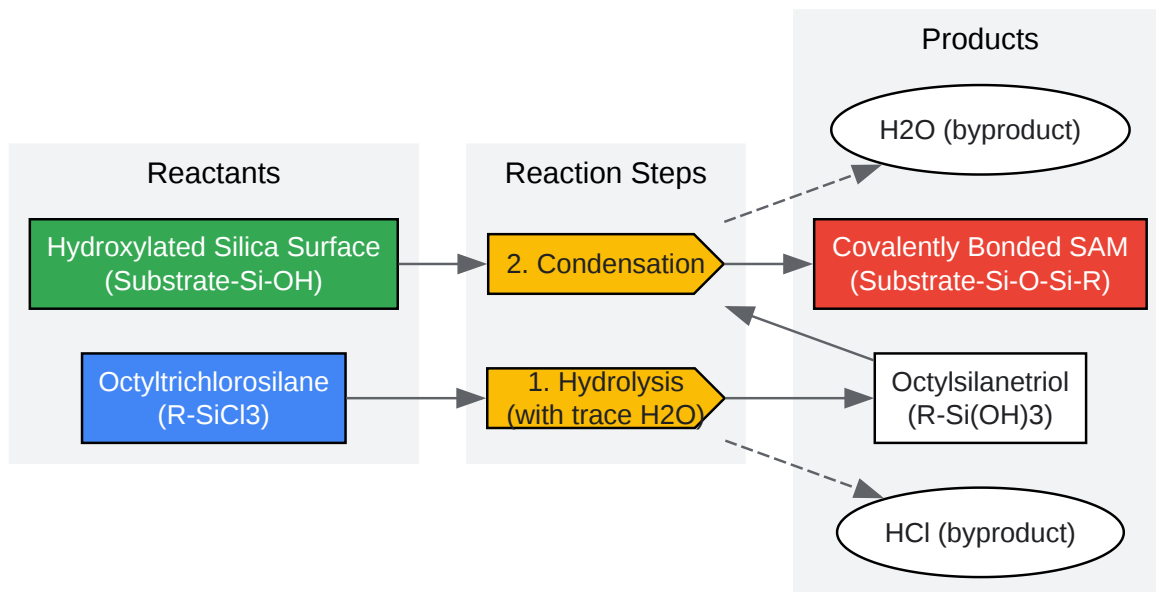 Reactants
Hydroxylated Silica Surface
(Substrate-Si-OH)
Octyltrichlorosilane
(R-SiCl3)
Reaction Steps
2. Condensation
1. Hydrolysis
(with trace H2O)
Products
H2O (byproduct)
Covalently Bonded SAM
(Substrate-Si-O-Si-R)
Octylsilanetriol
(R-Si(OH)3)
HCl (byproduct)